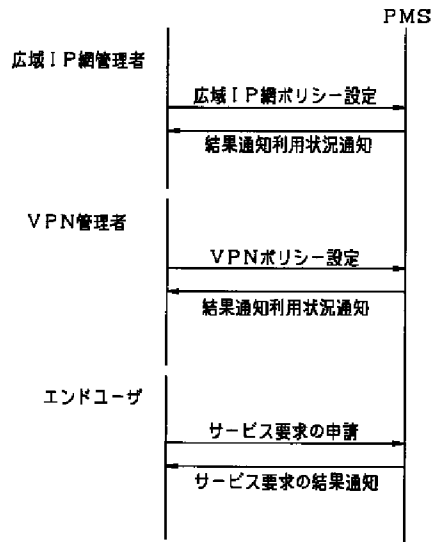 PMS
広域IP網管理者
広域IP網ポリシー設定
結果通知利用状況通知
VPN管理者
VPNポリシー設定
結果通知利用状況通知
エンドユーザ
サービス要求の申請
サービス要求の結果通知